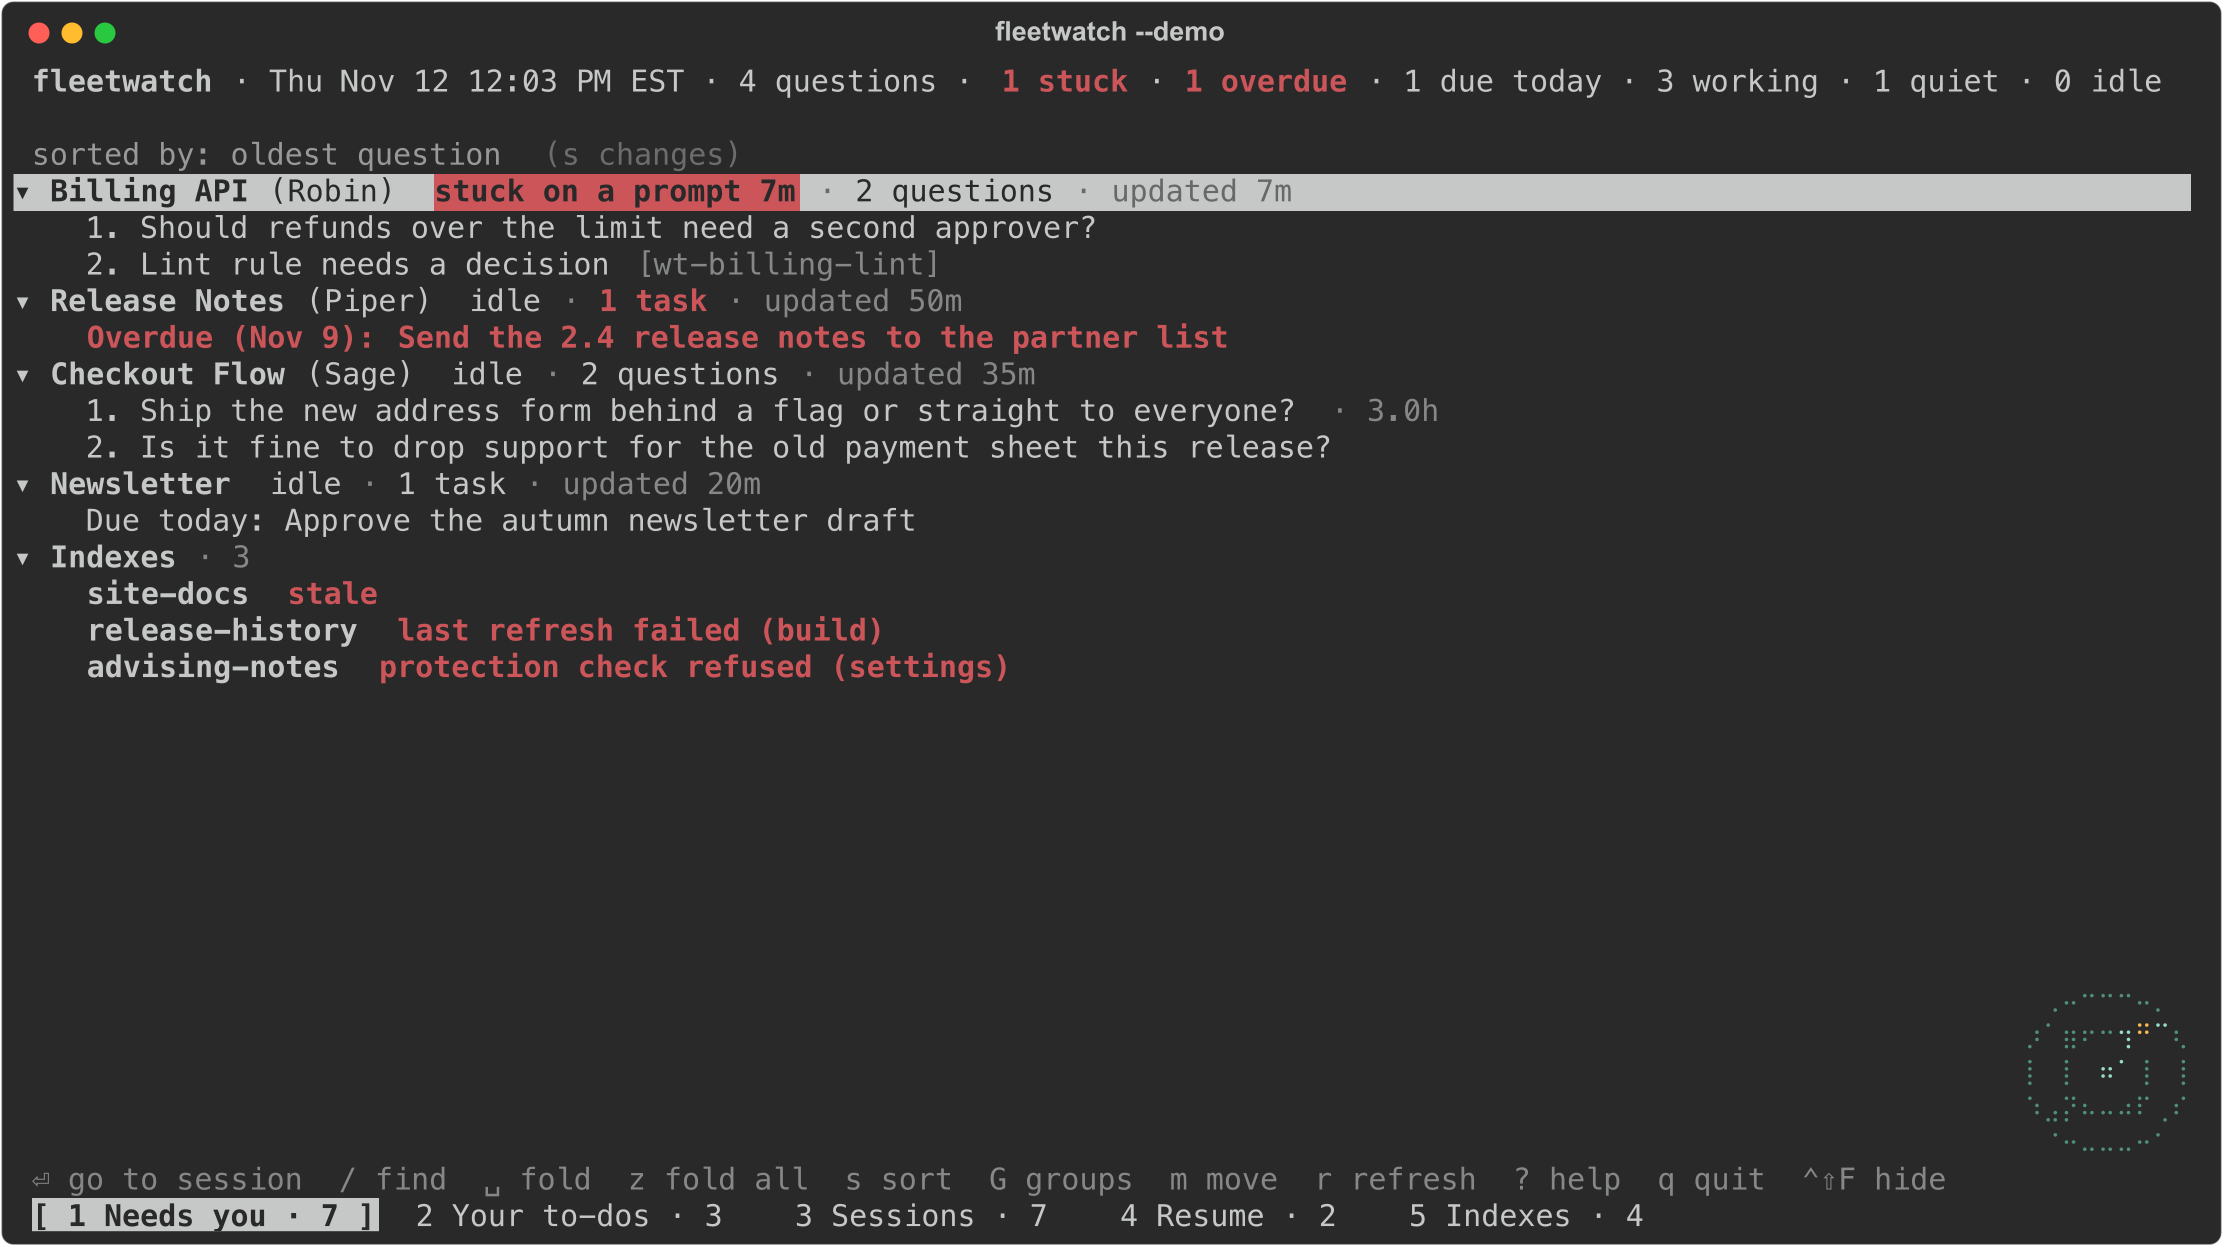 fleetwatch --demo
fleetwatch · Thu Nov 12 12:03 PM EST · 4 questions · 1 stuck · 1 overdue · 1 due today · 3 working · 1 quiet · 0 idle
sorted by: oldest question (s changes)
▾ Billing API (Robin) stuck on a prompt 7m · 2 questions · updated 7m
1. Should refunds over the limit need a second approver?
2. Lint rule needs a decision [wt-billing-lint]
▾ Release Notes (Piper) idle · 1 task · updated 50m
Overdue (Nov 9): Send the 2.4 release notes to the partner list
▾ Checkout Flow (Sage) idle · 2 questions · updated 35m
1. Ship the new address form behind a flag or straight to everyone? · 3.0h
2. Is it fine to drop support for the old payment sheet this release?
▾ Newsletter idle · 1 task · updated 20m
Due today: Approve the autumn newsletter draft
▾ Indexes · 3
site-docs stale
release-history last refresh failed (build)
advising-notes protection check refused (settings)
⏎ go to session / find ␣ fold z fold all s sort G groups m move r refresh ? help q quit ^⇧F hide
[ 1 Needs you · 7 ] 2 Your to-dos · 3 3 Sessions · 7 4 Resume · 2 5 Indexes · 4